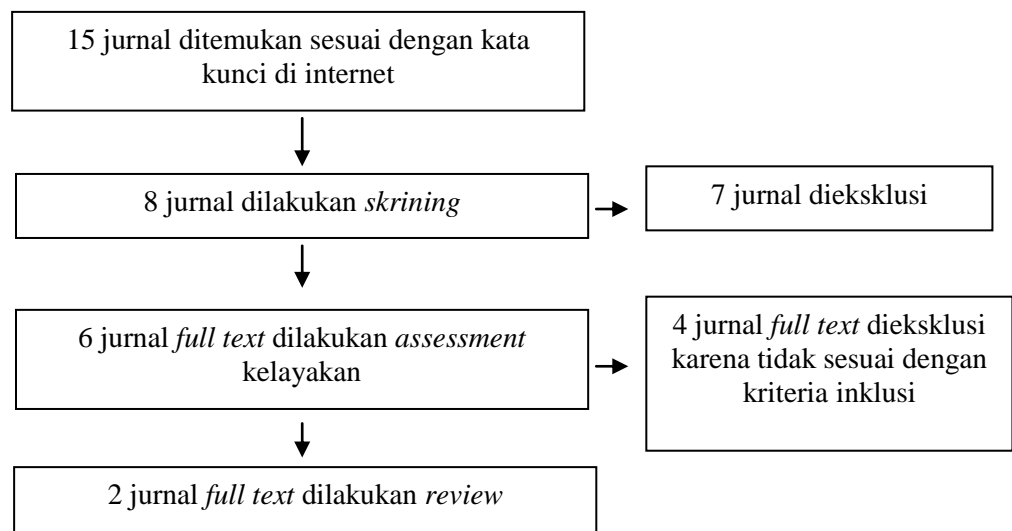 15 jurnal ditemukan sesuai dengan kata
kunci di internet
8 jurnal dilakukan skrining
7 jurnal dieksklusi
6 jurnal full text dilakukan assessment
kelayakan
4 jurnal full text dieksklusi
karena tidak sesuai dengan
kriteria inklusi
2 jurnal full text dilakukan review